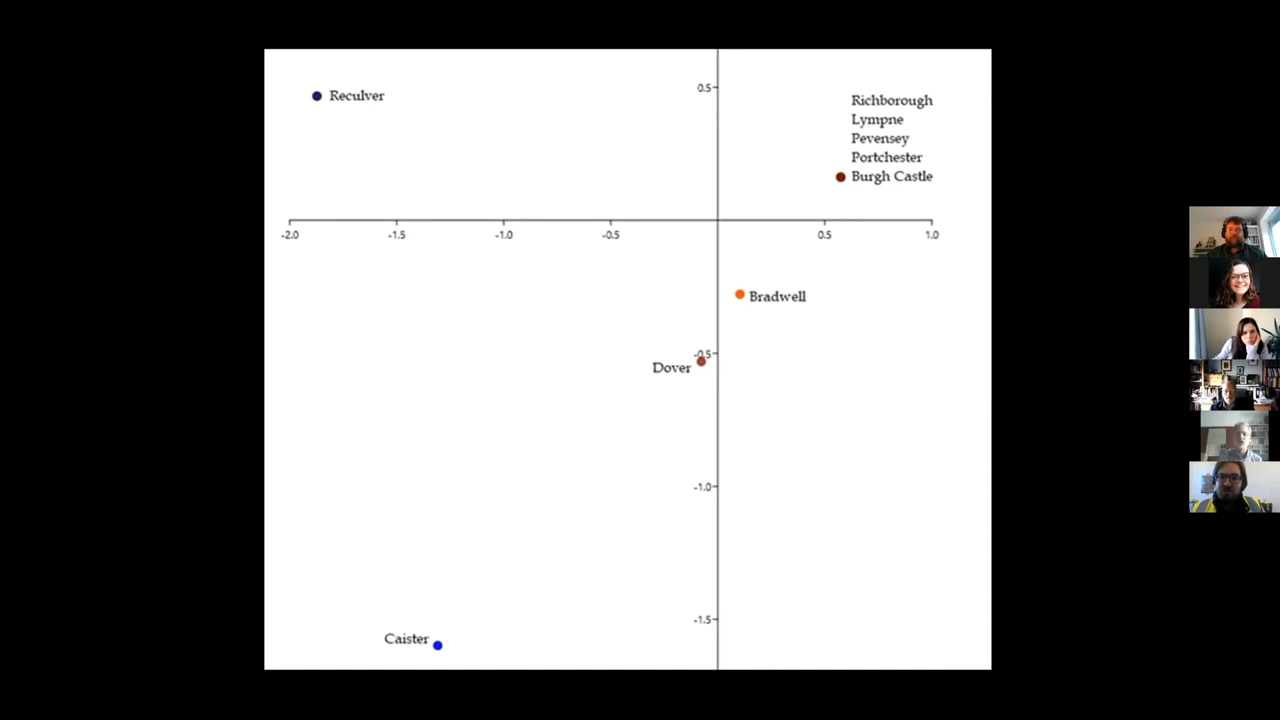 0.5
Reculver
Richborough
Lympne
Pevensey
Portchester
Burgh Castle
-2.0 -1.5 -1.0 -0.5 0.5 1.0
Bradwell
-0.5
Dover
-1.0
-1.5
Caister